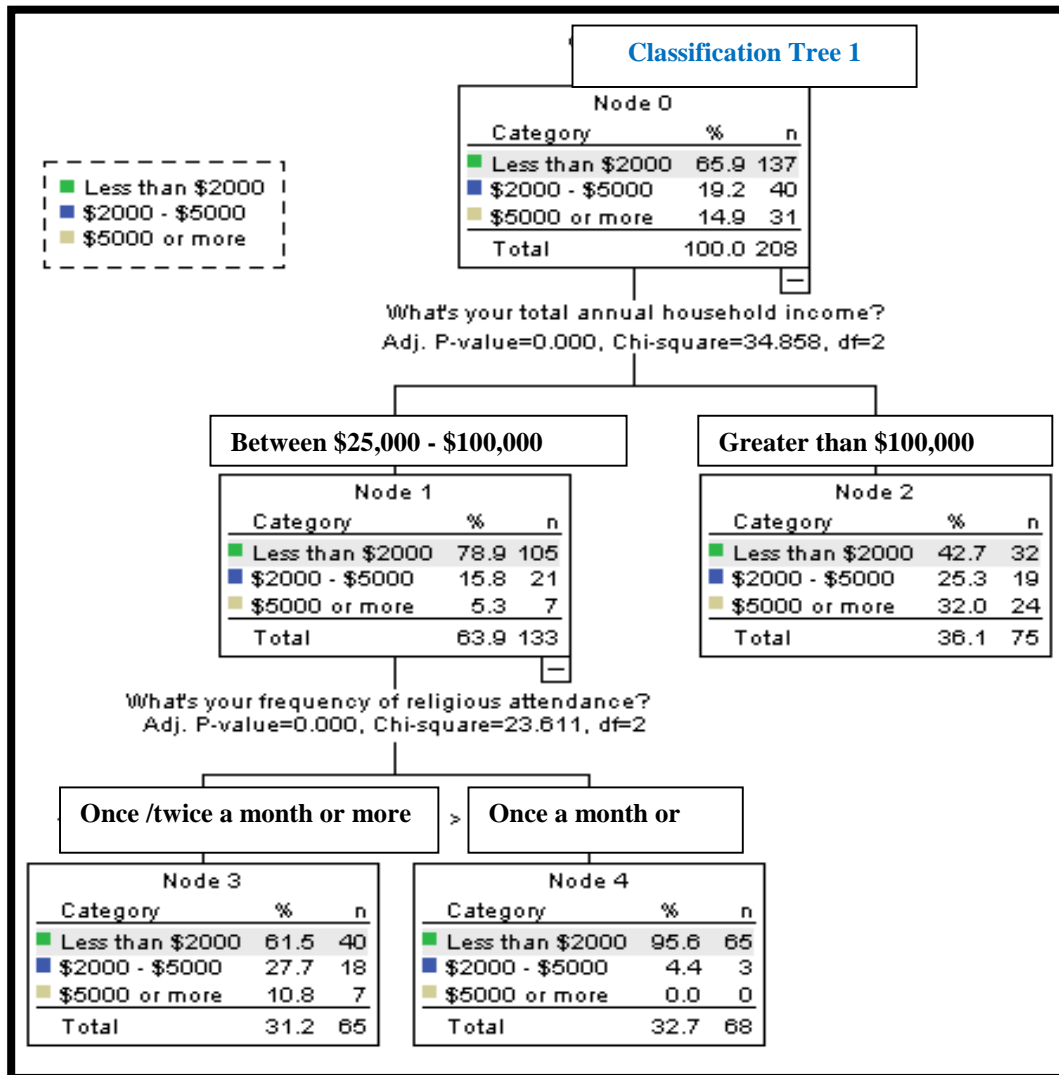 Classification Tree 1
Node 0
Category % n
Less than $2000 65.9 137
$2000 - $5000 19.2 40
$5000 or more 14.9 31
Total 100.0 208
Less than $2000
$2000 - $5000
$5000 or more
What's your total annual household income?
Adj. P-value=0.000, Chi-square=34.858, df=2
Between $25,000 - $100,000
Greater than $100,000
Node 1
Category % n
Less than $2000 78.9 105
$2000 - $5000 15.8 21
$5000 or more 5.3 7
Total 63.9 133
Node 2
Category % n
Less than $2000 42.7 32
$2000 - $5000 25.3 19
$5000 or more 32.0 24
Total 36.1 75
What's your frequency of religious attendance?
Adj. P-value=0.000, Chi-square=23.611, df=2
Once /twice a month or more
> Once a month or
Node 3
Category % n
Less than $2000 61.5 40
$2000 - $5000 27.7 18
$5000 or more 10.8 7
Total 31.2 65
Node 4
Category % n
Less than $2000 95.6 65
$2000 - $5000 4.4 3
$5000 or more 0.0 0
Total 32.7 68